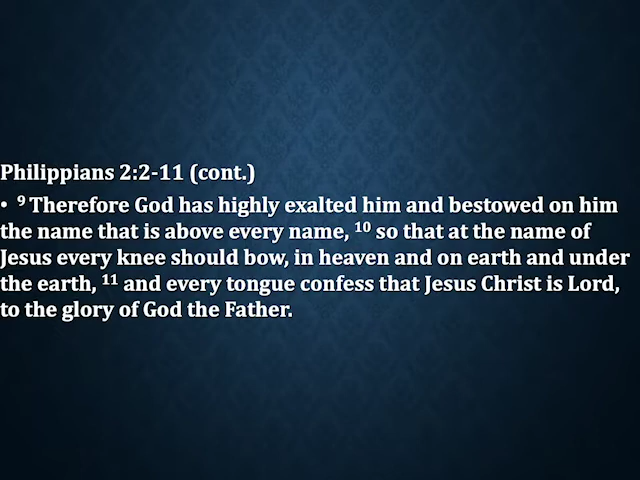 Philippians 2:2-11 (cont.)
• ⁹ Therefore God has highly exalted him and bestowed on him
the name that is above every name, ¹⁰ so that at the name of
Jesus every knee should bow, in heaven and on earth and under
the earth, ¹¹ and every tongue confess that Jesus Christ is Lord,
to the glory of God the Father.